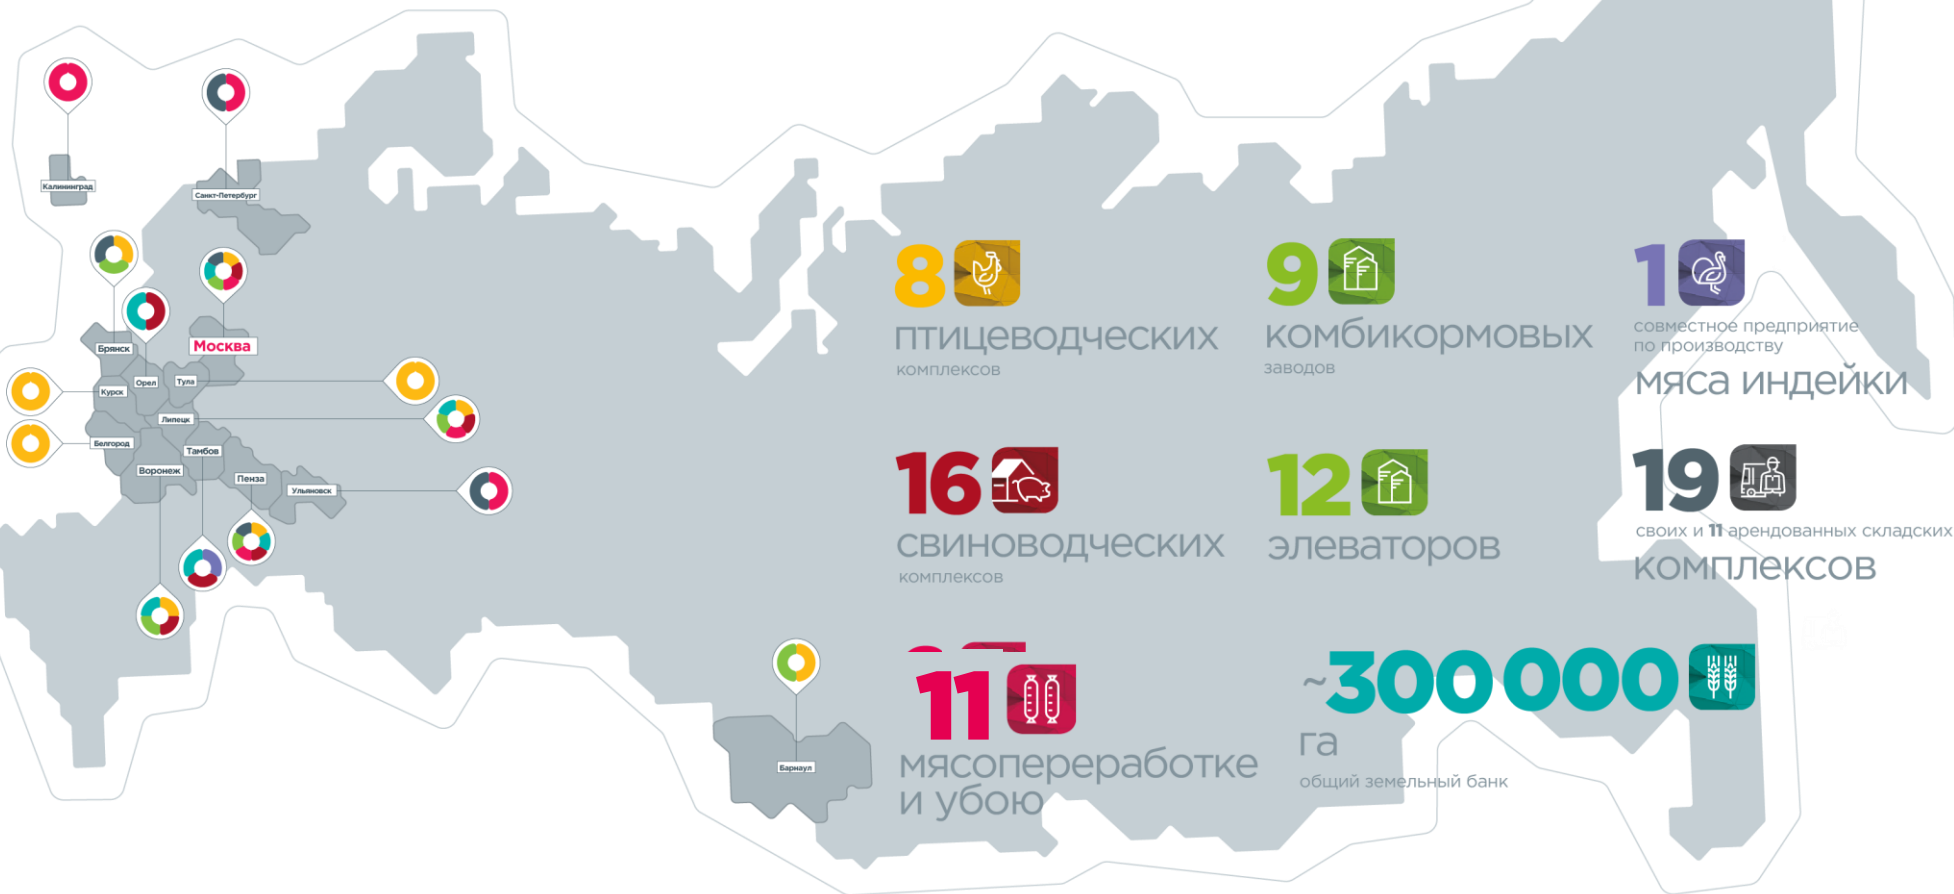 Калининград
Санкт-Петербург
Брянск
Москва
Орел
Тула
Курск
Липецк
Белгород
Тамбов
Воронеж
Пенза
Ульяновск
Барнаул
8
птицеводческих
комплексов
9
комбикормовых
заводов
1
совместное предприятие
по производству
мяса индейки
16
свиноводческих
комплексов
12
элеваторов
19
своих и 11 арендованных складских
комплексов
11
мясопереработке
и убою
~300 000
га
общий земельный банк